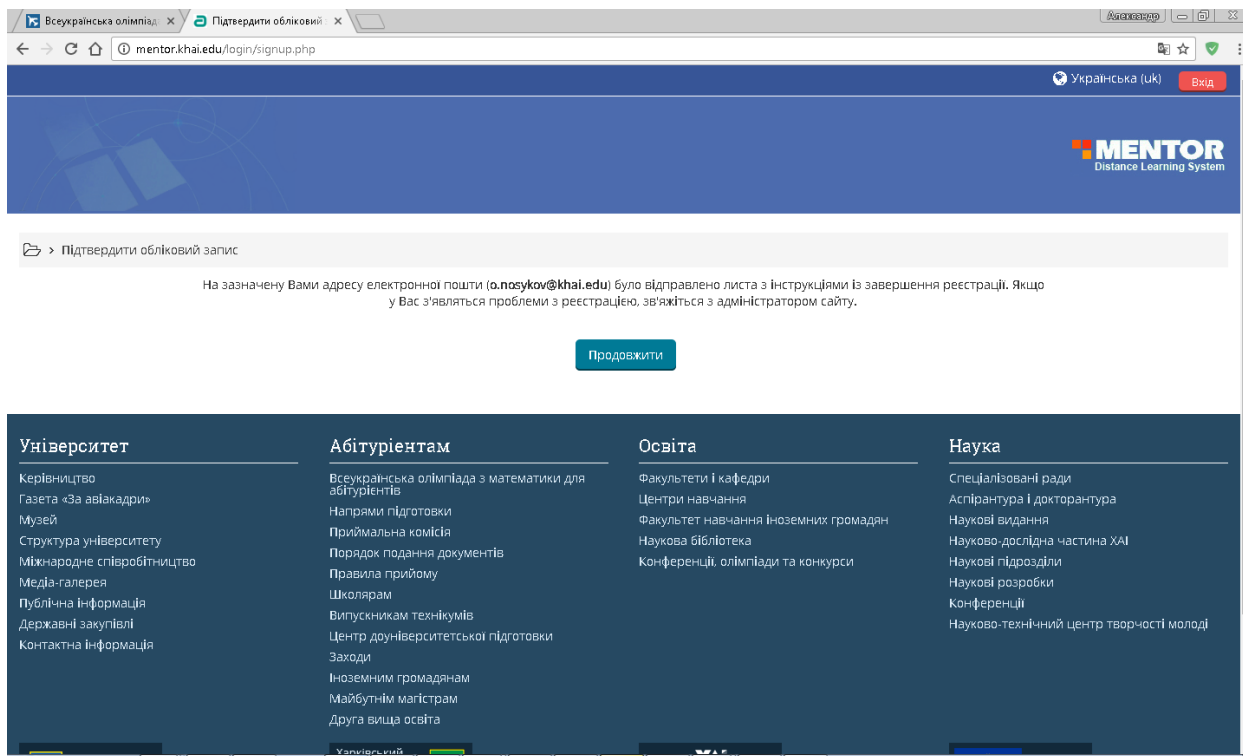 Всеукраїнська олімпіад
Підтвердити обліковий
Александр
mentor.khai.edu/login/signup.php
Українська (uk)
Вхід
MENTOR
Distance Learning System
> Підтвердити обліковий запис
На зазначену Вами адресу електронної пошти (o.nosykov@khai.edu) було відправлено листа з інструкціями із завершення реєстрації. Якщо
у Вас з'являться проблеми з реєстрацією, зв'яжіться з адміністратором сайту.
Продовжити
Університет
Керівництво
Газета «За авіакадри»
Музей
Структура університету
Міжнародне співробітництво
Медіа-галерея
Публічна інформація
Державні закупівлі
Контактна інформація
Абітурієнтам
Всеукраїнська олімпіада з математики для
абітурієнтів
Напрями підготовки
Приймальна комісія
Порядок подання документів
Правила прийому
Школярам
Випускникам технікумів
Центр доуніверситетської підготовки
Заходи
Іноземним громадянам
Майбутнім магістрам
Друга вища освіта
Освіта
Факультети і кафедри
Центри навчання
Факультет навчання іноземних громадян
Наукова бібліотека
Конференції, олімпіади та конкурси
Наука
Спеціалізовані ради
Аспірантура і докторантура
Наукові видання
Науково-дослідна частина ХАІ
Наукові підрозділи
Наукові розробки
Конференції
Науково-технічний центр творчості молоді
Харківський